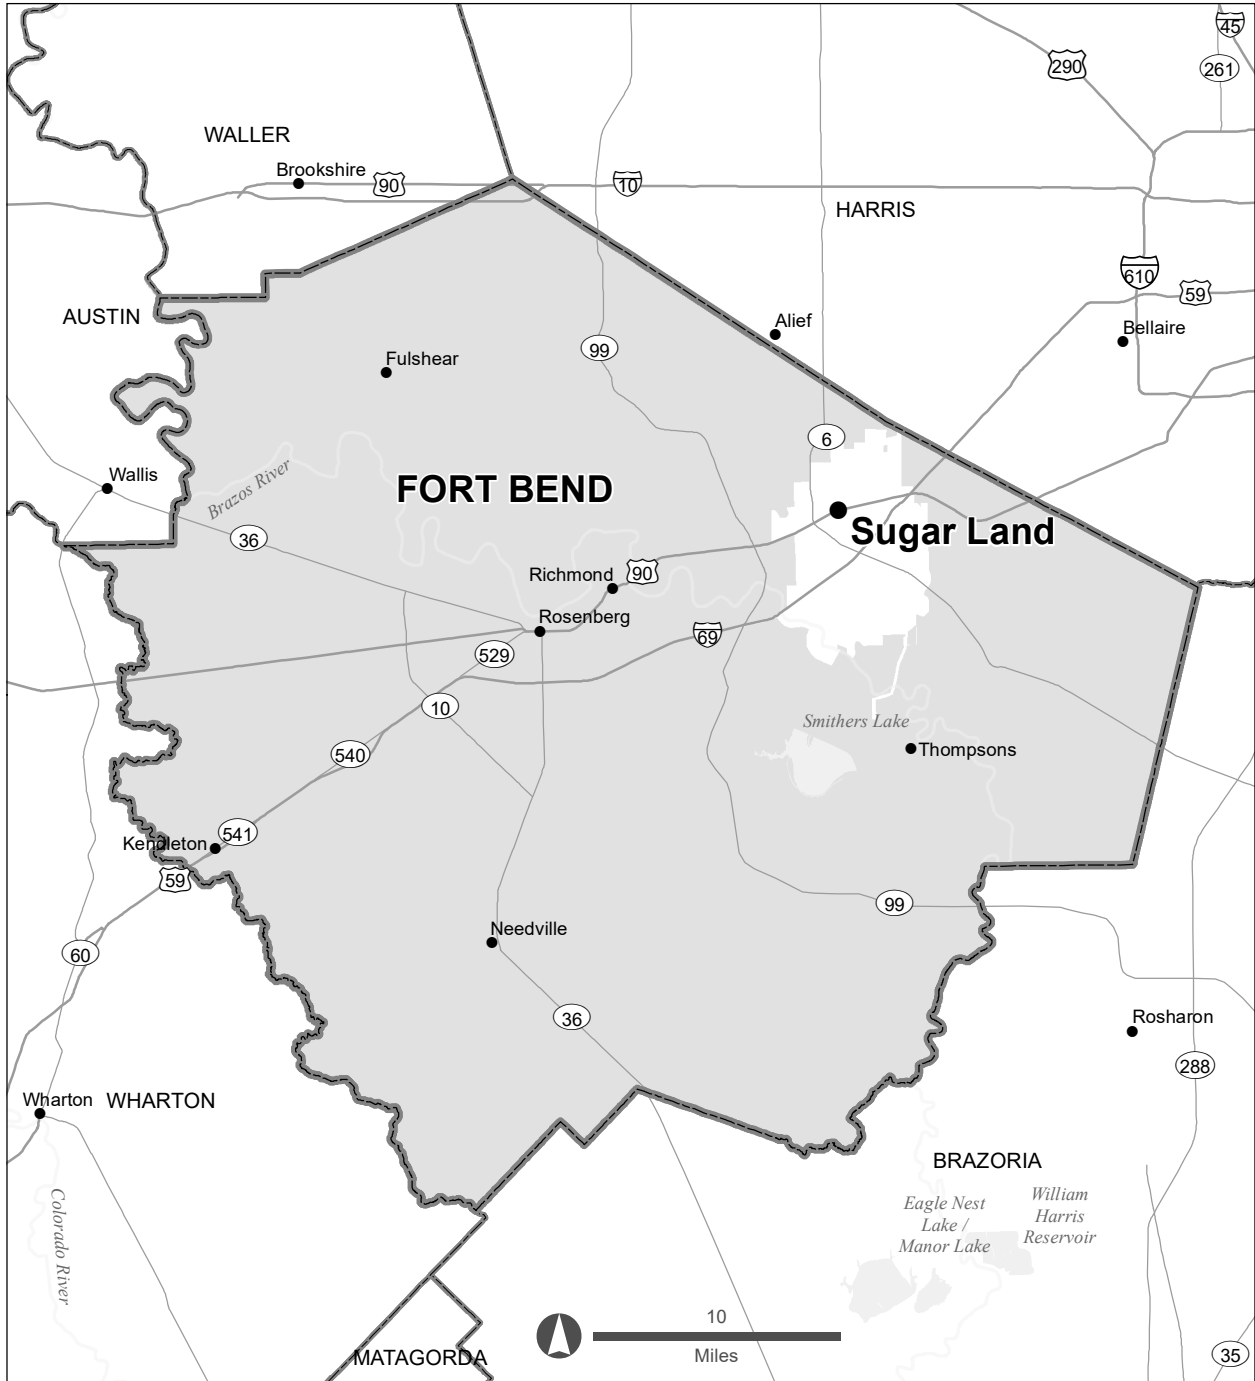 45
290
261
WALLER
Brookshire
90
10
HARRIS
610
59
AUSTIN
Alief
Bellaire
99
Fulshear
6
Wallis
Brazos River
FORT BEND
Sugar Land
36
Richmond
90
Rosenberg
69
529
10
Smithers Lake
540
Thompsons
541
Kendleton
59
99
Needville
60
36
Rosharon
288
Wharton
WHARTON
BRAZORIA
Eagle Nest
Lake /
Manor Lake
William
Harris
Reservoir
Colorado River
10
Miles
MATAGORDA
35